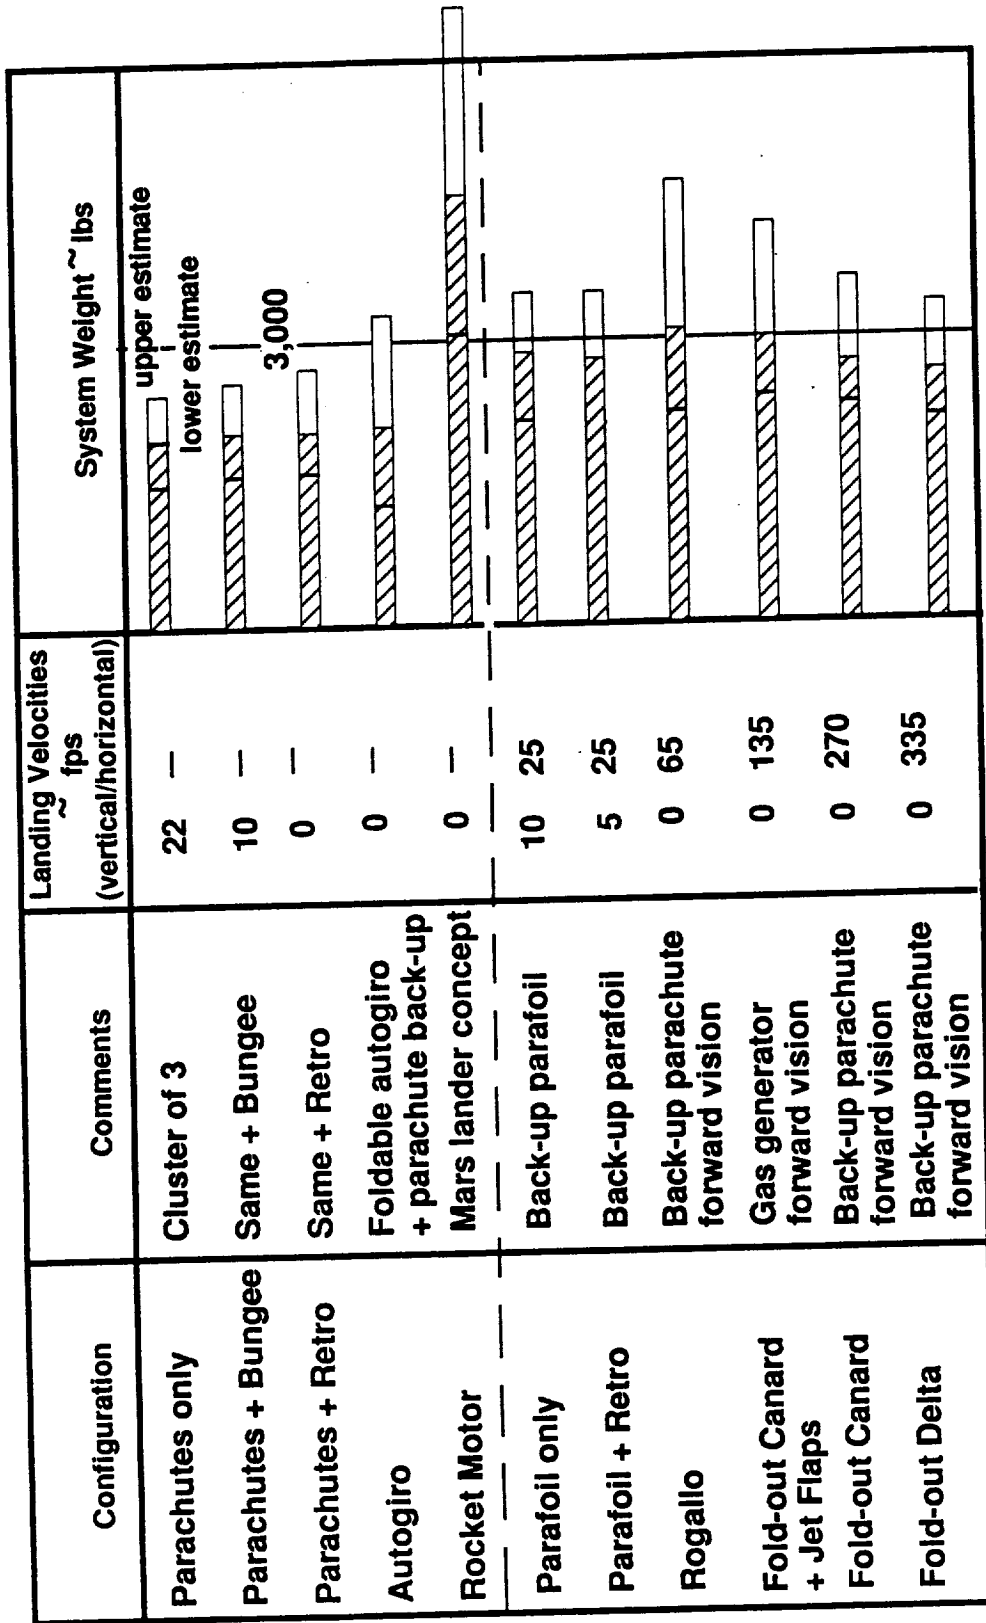 Configuration
Comments
Landing Velocities
~ fps
(vertical/horizontal)
System Weight ~ lbs
upper estimate
lower estimate
3,000
Parachutes only
Cluster of 3
22 —
Parachutes + Bungee
Same + Bungee
10 —
Parachutes + Retro
Same + Retro
0 —
Autogiro
Foldable autogiro
+ parachute back-up
0 —
Rocket Motor
Mars lander concept
0 —
Parafoil only
Back-up parafoil
10 25
Parafoil + Retro
Back-up parafoil
5 25
Rogallo
Back-up parachute
forward vision
0 65
Fold-out Canard
+ Jet Flaps
Gas generator
forward vision
0 135
Fold-out Canard
Back-up parachute
forward vision
0 270
Fold-out Delta
Back-up parachute
forward vision
0 335